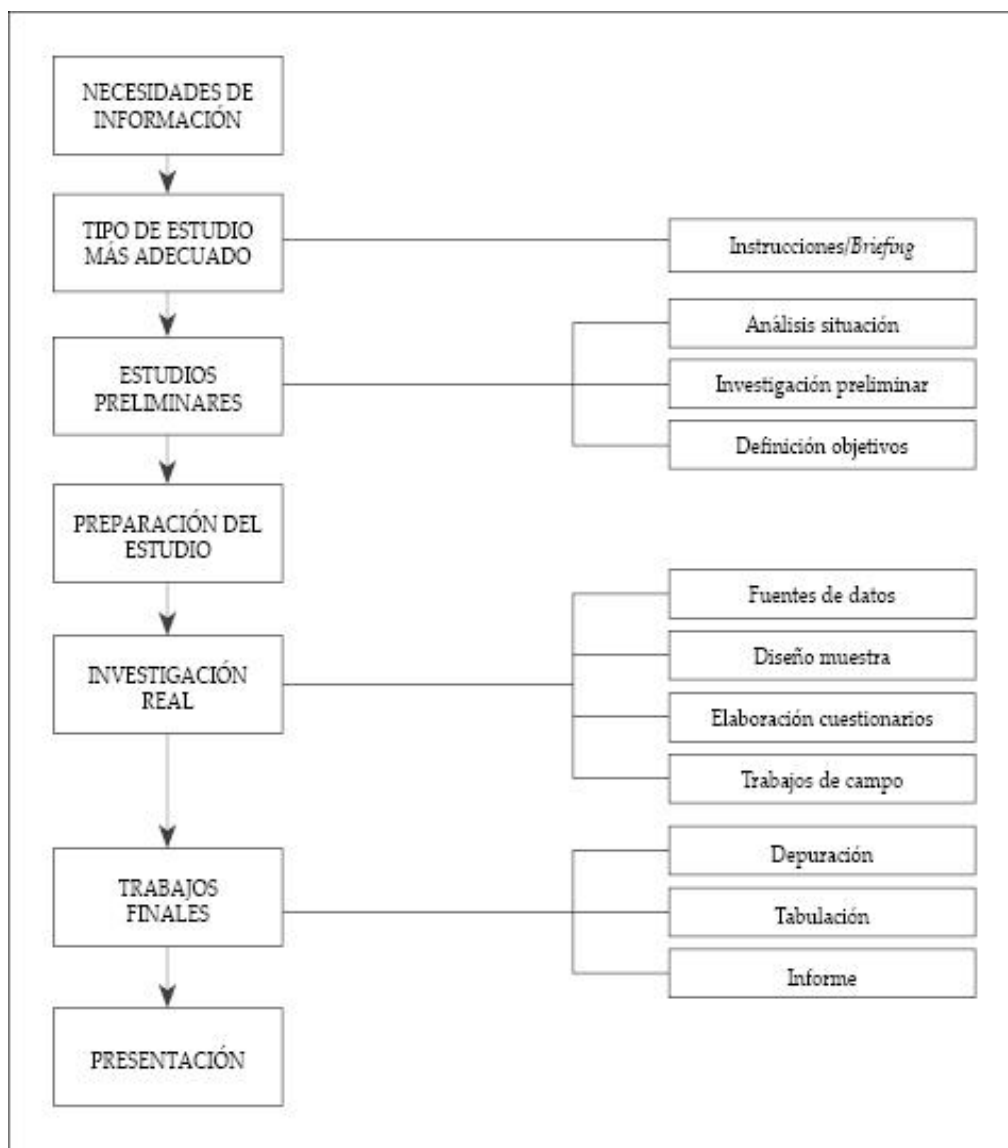 NECESIDADES DE
INFORMACIÓN
TIPO DE ESTUDIO
MÁS ADECUADO
Instrucciones/Briefing
ESTUDIOS
PRELIMINARES
Análisis situación
Investigación preliminar
Definición objetivos
PREPARACIÓN DEL
ESTUDIO
INVESTIGACIÓN
REAL
Fuentes de datos
Diseño muestra
Elaboración cuestionarios
Trabajos de campo
TRABAJOS
FINALES
Depuración
Tabulación
Informe
PRESENTACIÓN